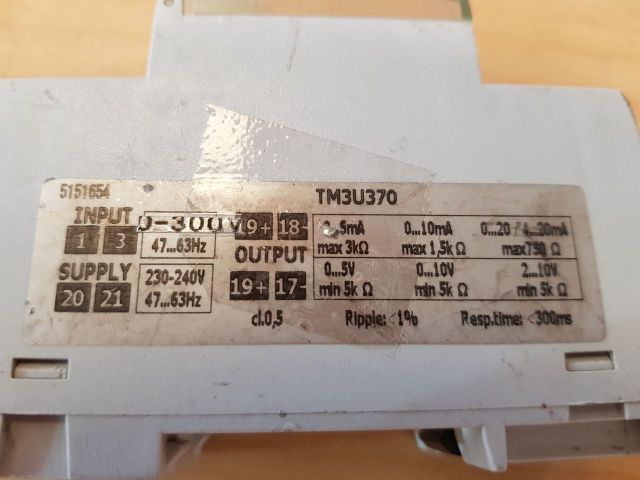 5151654
TM3U370
INPUT
1 3
0-300V
47...63Hz
SUPPLY
20 21
230-240V
47...63Hz
19+ 18-
OUTPUT
19+ 17-
0...5mA 0...10mA 0...20 / 4...20mA
max 3kΩ max 1,5kΩ max750 Ω
0...5V 0...10V 2...10V
min 5k Ω min 5k Ω min 5k Ω
cl.0,5 Ripple: <1% Resp.time: <300ms